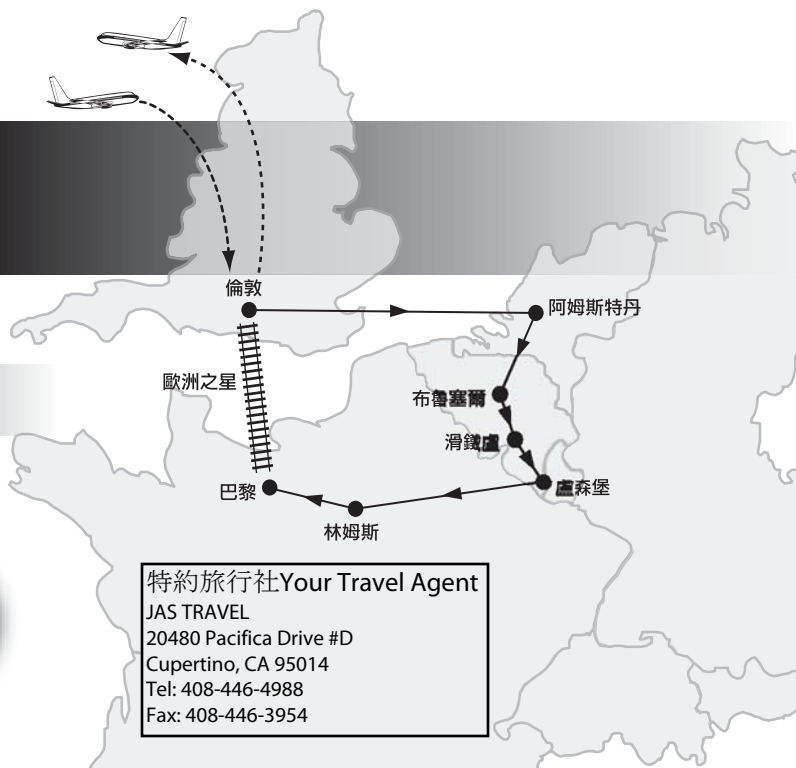 倫敦
阿姆斯特丹
歐洲之星
布魯塞爾
滑鐵盧
盧森堡
巴黎
林姆斯
特約旅行社Your Travel Agent
JAS TRAVEL
20480 Pacifica Drive #D
Cupertino, CA 95014
Tel: 408-446-4988
Fax: 408-446-3954